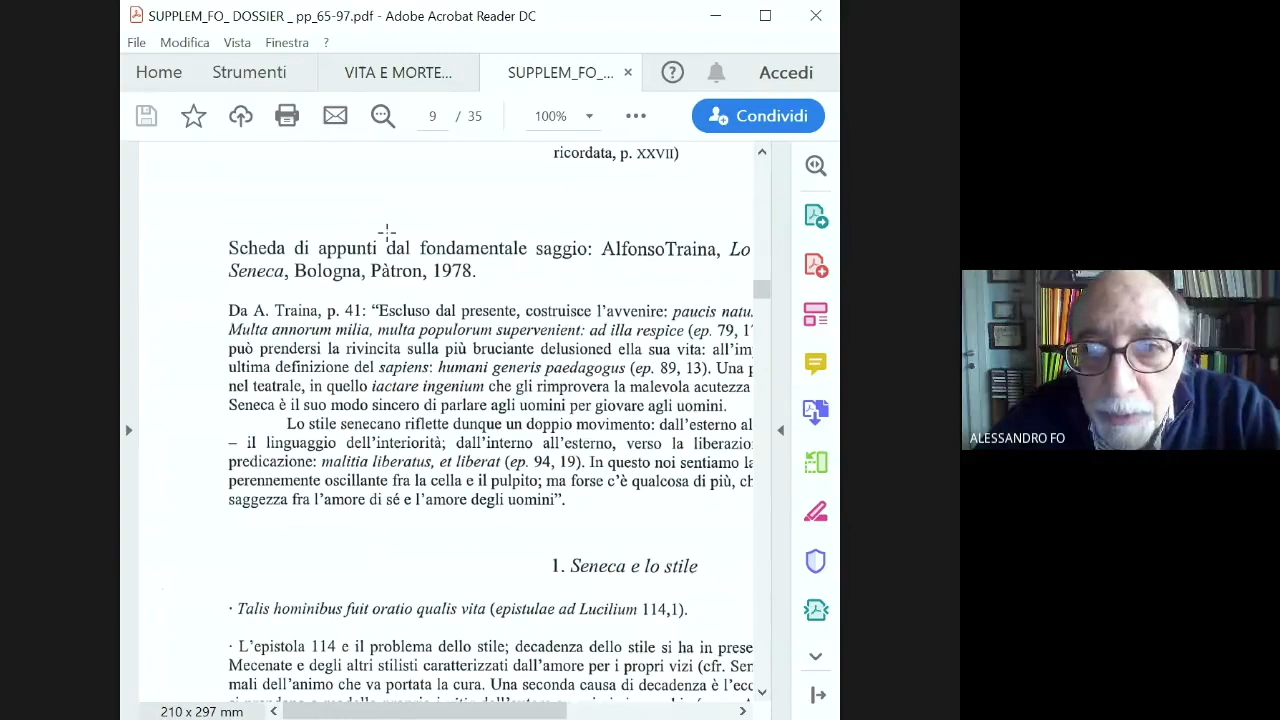 SUPPLEM_FO_ DOSSIER _ pp_65-97.pdf - Adobe Acrobat Reader DC
File Modifica Vista Finestra ?
Home Strumenti VITA E MORTE... SUPPLEM_FO_... × ? Accedi
9 / 35 100% Condividi
ricordata, p. XXVII)
Scheda di appunti dal fondamentale saggio: AlfonsoTraina, Lo
Seneca, Bologna, Pàtron, 1978.
Da A. Traina, p. 41: “Escluso dal presente, costruisce l’avvenire: paucis natu
Multa annorum milia, multa populorum supervenient: ad illa respice (ep. 79, 1
può prendersi la rivincita sulla più bruciante delusioned ella sua vita: all’im
ultima definizione del sapiens: humani generis paedagogus (ep. 89, 13). Una
nel teatrale, in quello iactare ingenium che gli rimprovera la malevola acutezza
Seneca è il suo modo sincero di parlare agli uomini per giovare agli uomini.
Lo stile senecano riflette dunque un doppio movimento: dall’esterno al
– il linguaggio dell’interiorità; dall’interno all’esterno, verso la liberazio
predicazione: malitia liberatus, et liberat (ep. 94, 19). In questo noi sentiamo la
perennemente oscillante fra la cella e il pulpito; ma forse c’è qualcosa di più, ch
saggezza fra l’amore di sé e l’amore degli uomini”.
1. Seneca e lo stile
· Talis hominibus fuit oratio qualis vita (epistulae ad Lucilium 114,1).
· L’epistola 114 e il problema dello stile; decadenza dello stile si ha in prese
Mecenate e degli altri stilisti caratterizzati dall’amore per i propri vizi (cfr. Sen
mali dell’animo che va portata la cura. Una seconda causa di decadenza è l’ecc
210 x 297 mm
ALESSANDRO FO